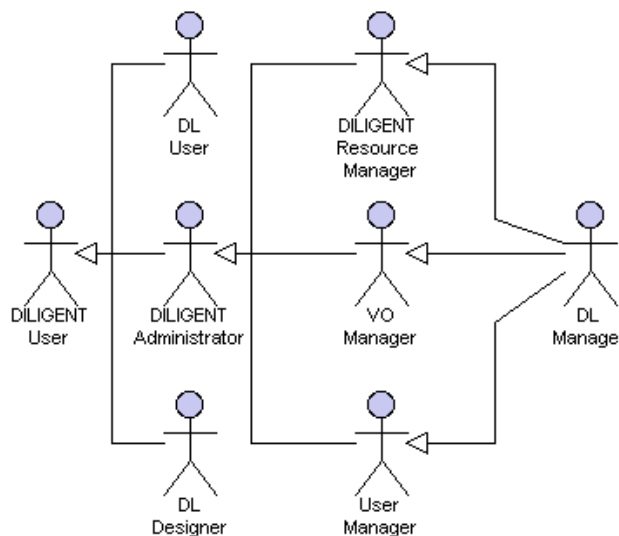 DL
User
DILIGENT
Resource
Manager
DILIGENT
User
DILIGENT
Administrator
VO
Manager
DL
Manage
DL
Designer
User
Manager